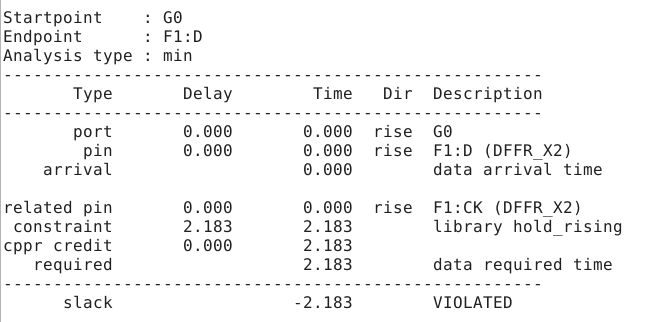 Startpoint    : G0
Endpoint      : F1:D
Analysis type : min
------------------------------------------------------
       Type       Delay        Time   Dir  Description
------------------------------------------------------
       port       0.000       0.000  rise  G0
        pin       0.000       0.000  rise  F1:D (DFFR_X2)
    arrival                   0.000        data arrival time

related pin       0.000       0.000  rise  F1:CK (DFFR_X2)
 constraint       2.183       2.183        library hold_rising
cppr credit       0.000       2.183
   required                   2.183        data required time
------------------------------------------------------
      slack                  -2.183        VIOLATED